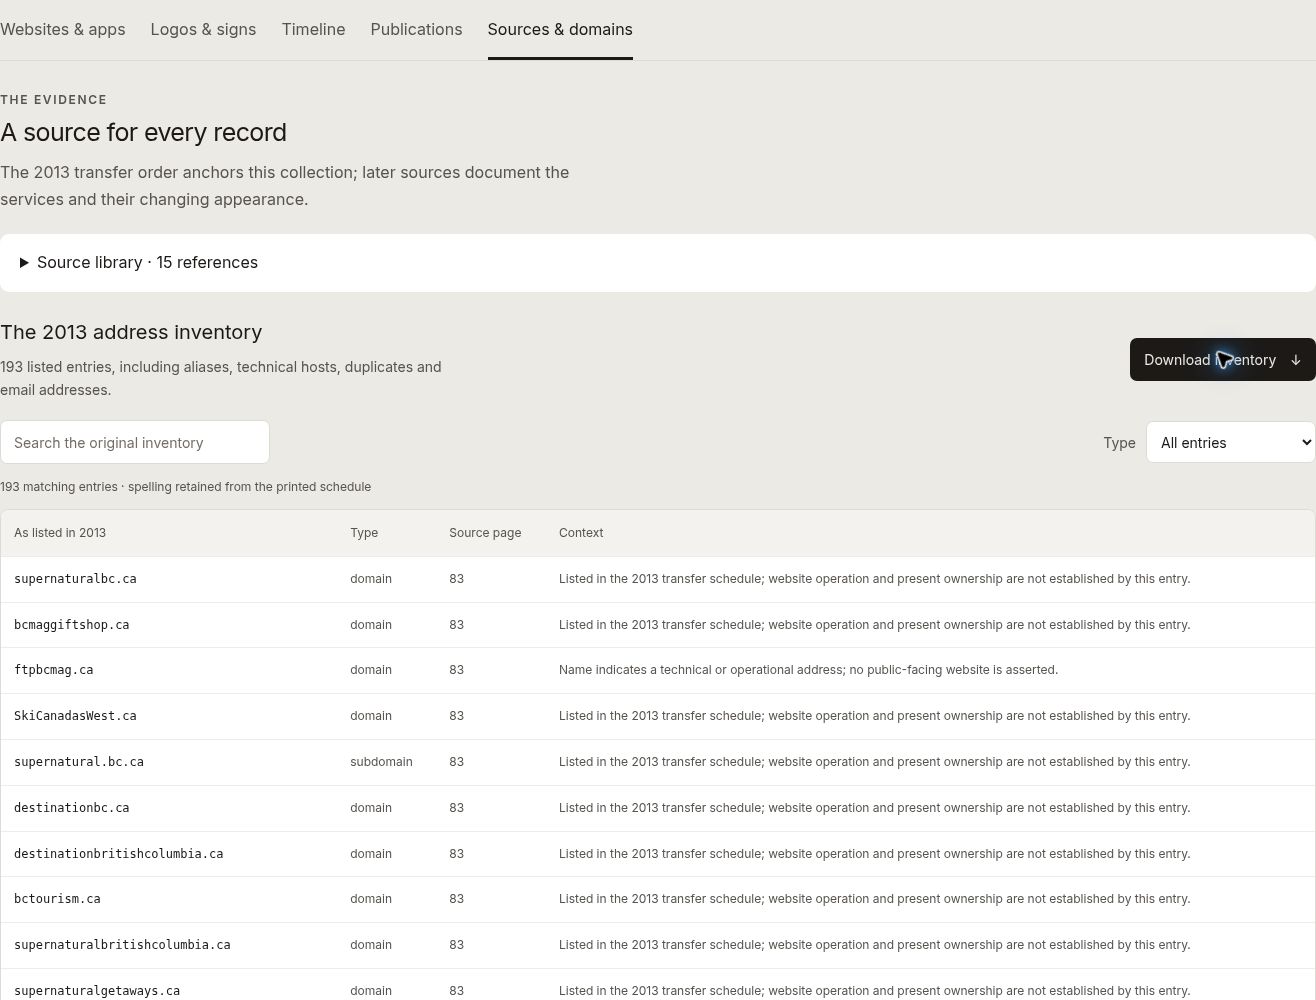 Websites & apps Logos & signs Timeline Publications Sources & domains
THE EVIDENCE
A source for every record
The 2013 transfer order anchors this collection; later sources document the
services and their changing appearance.
Source library · 15 references
The 2013 address inventory
193 listed entries, including aliases, technical hosts, duplicates and
email addresses.
Download inventory ↓
Search the original inventory
Type All entries
193 matching entries · spelling retained from the printed schedule
As listed in 2013 Type Source page Context
supernaturalbc.ca domain 83 Listed in the 2013 transfer schedule; website operation and present ownership are not established by this entry.
bcmaggiftshop.ca domain 83 Listed in the 2013 transfer schedule; website operation and present ownership are not established by this entry.
ftpbcmag.ca domain 83 Name indicates a technical or operational address; no public-facing website is asserted.
SkiCanadasWest.ca domain 83 Listed in the 2013 transfer schedule; website operation and present ownership are not established by this entry.
supernatural.bc.ca subdomain 83 Listed in the 2013 transfer schedule; website operation and present ownership are not established by this entry.
destinationbc.ca domain 83 Listed in the 2013 transfer schedule; website operation and present ownership are not established by this entry.
destinationbritishcolumbia.ca domain 83 Listed in the 2013 transfer schedule; website operation and present ownership are not established by this entry.
bctourism.ca domain 83 Listed in the 2013 transfer schedule; website operation and present ownership are not established by this entry.
supernaturalbritishcolumbia.ca domain 83 Listed in the 2013 transfer schedule; website operation and present ownership are not established by this entry.
supernaturalgetaways.ca domain 83 Listed in the 2013 transfer schedule; website operation and present ownership are not established by this entry.